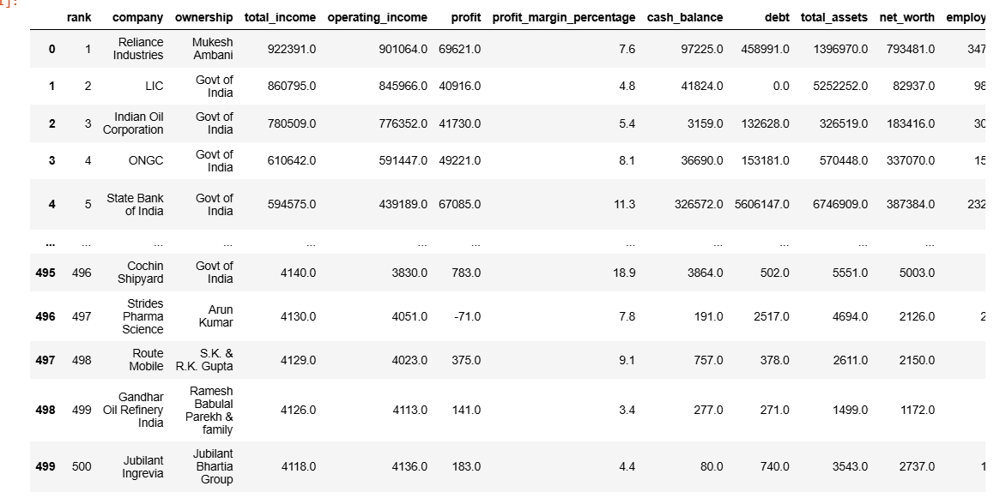 ]:
rank company ownership total_income operating_income profit profit_margin_percentage cash_balance debt total_assets net_worth employ
0 1 Reliance Industries Mukesh Ambani 922391.0 901064.0 69621.0 7.6 97225.0 458991.0 1396970.0 793481.0 347
1 2 LIC Govt of India 860795.0 845966.0 40916.0 4.8 41824.0 0.0 5252252.0 82937.0 98
2 3 Indian Oil Corporation Govt of India 780509.0 776352.0 41730.0 5.4 3159.0 132628.0 326519.0 183416.0 30
3 4 ONGC Govt of India 610642.0 591447.0 49221.0 8.1 36690.0 153181.0 570448.0 337070.0 15
4 5 State Bank of India Govt of India 594575.0 439189.0 67085.0 11.3 326572.0 5606147.0 6746909.0 387384.0 232
... ... ... ... ... ... ... ... ... ... ... ...
495 496 Cochin Shipyard Govt of India 4140.0 3830.0 783.0 18.9 3864.0 502.0 5551.0 5003.0
496 497 Strides Pharma Science Arun Kumar 4130.0 4051.0 -71.0 7.8 191.0 2517.0 4694.0 2126.0 2
497 498 Route Mobile S.K. & R.K. Gupta 4129.0 4023.0 375.0 9.1 757.0 378.0 2611.0 2150.0
498 499 Gandhar Oil Refinery India Ramesh Babulal Parekh & family 4126.0 4113.0 141.0 3.4 277.0 271.0 1499.0 1172.0
499 500 Jubilant Ingrevia Jubilant Bhartia Group 4118.0 4136.0 183.0 4.4 80.0 740.0 3543.0 2737.0 1